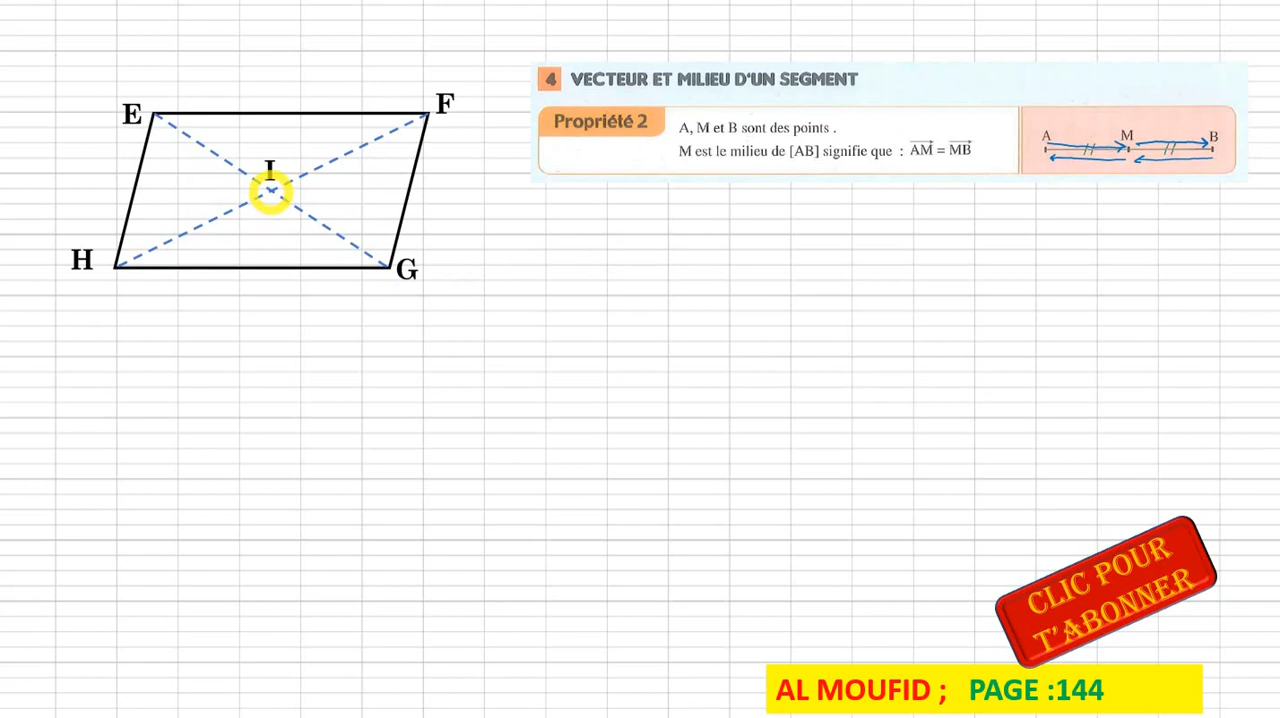 E
F
I
H
G
4 VECTEUR ET MILIEU D'UN SEGMENT
Propriété 2
A, M et B sont des points .
M est le milieu de [AB] signifie que : AM = MB
A M B
CLIC POUR
T'ABONNER
AL MOUFID ; PAGE :144